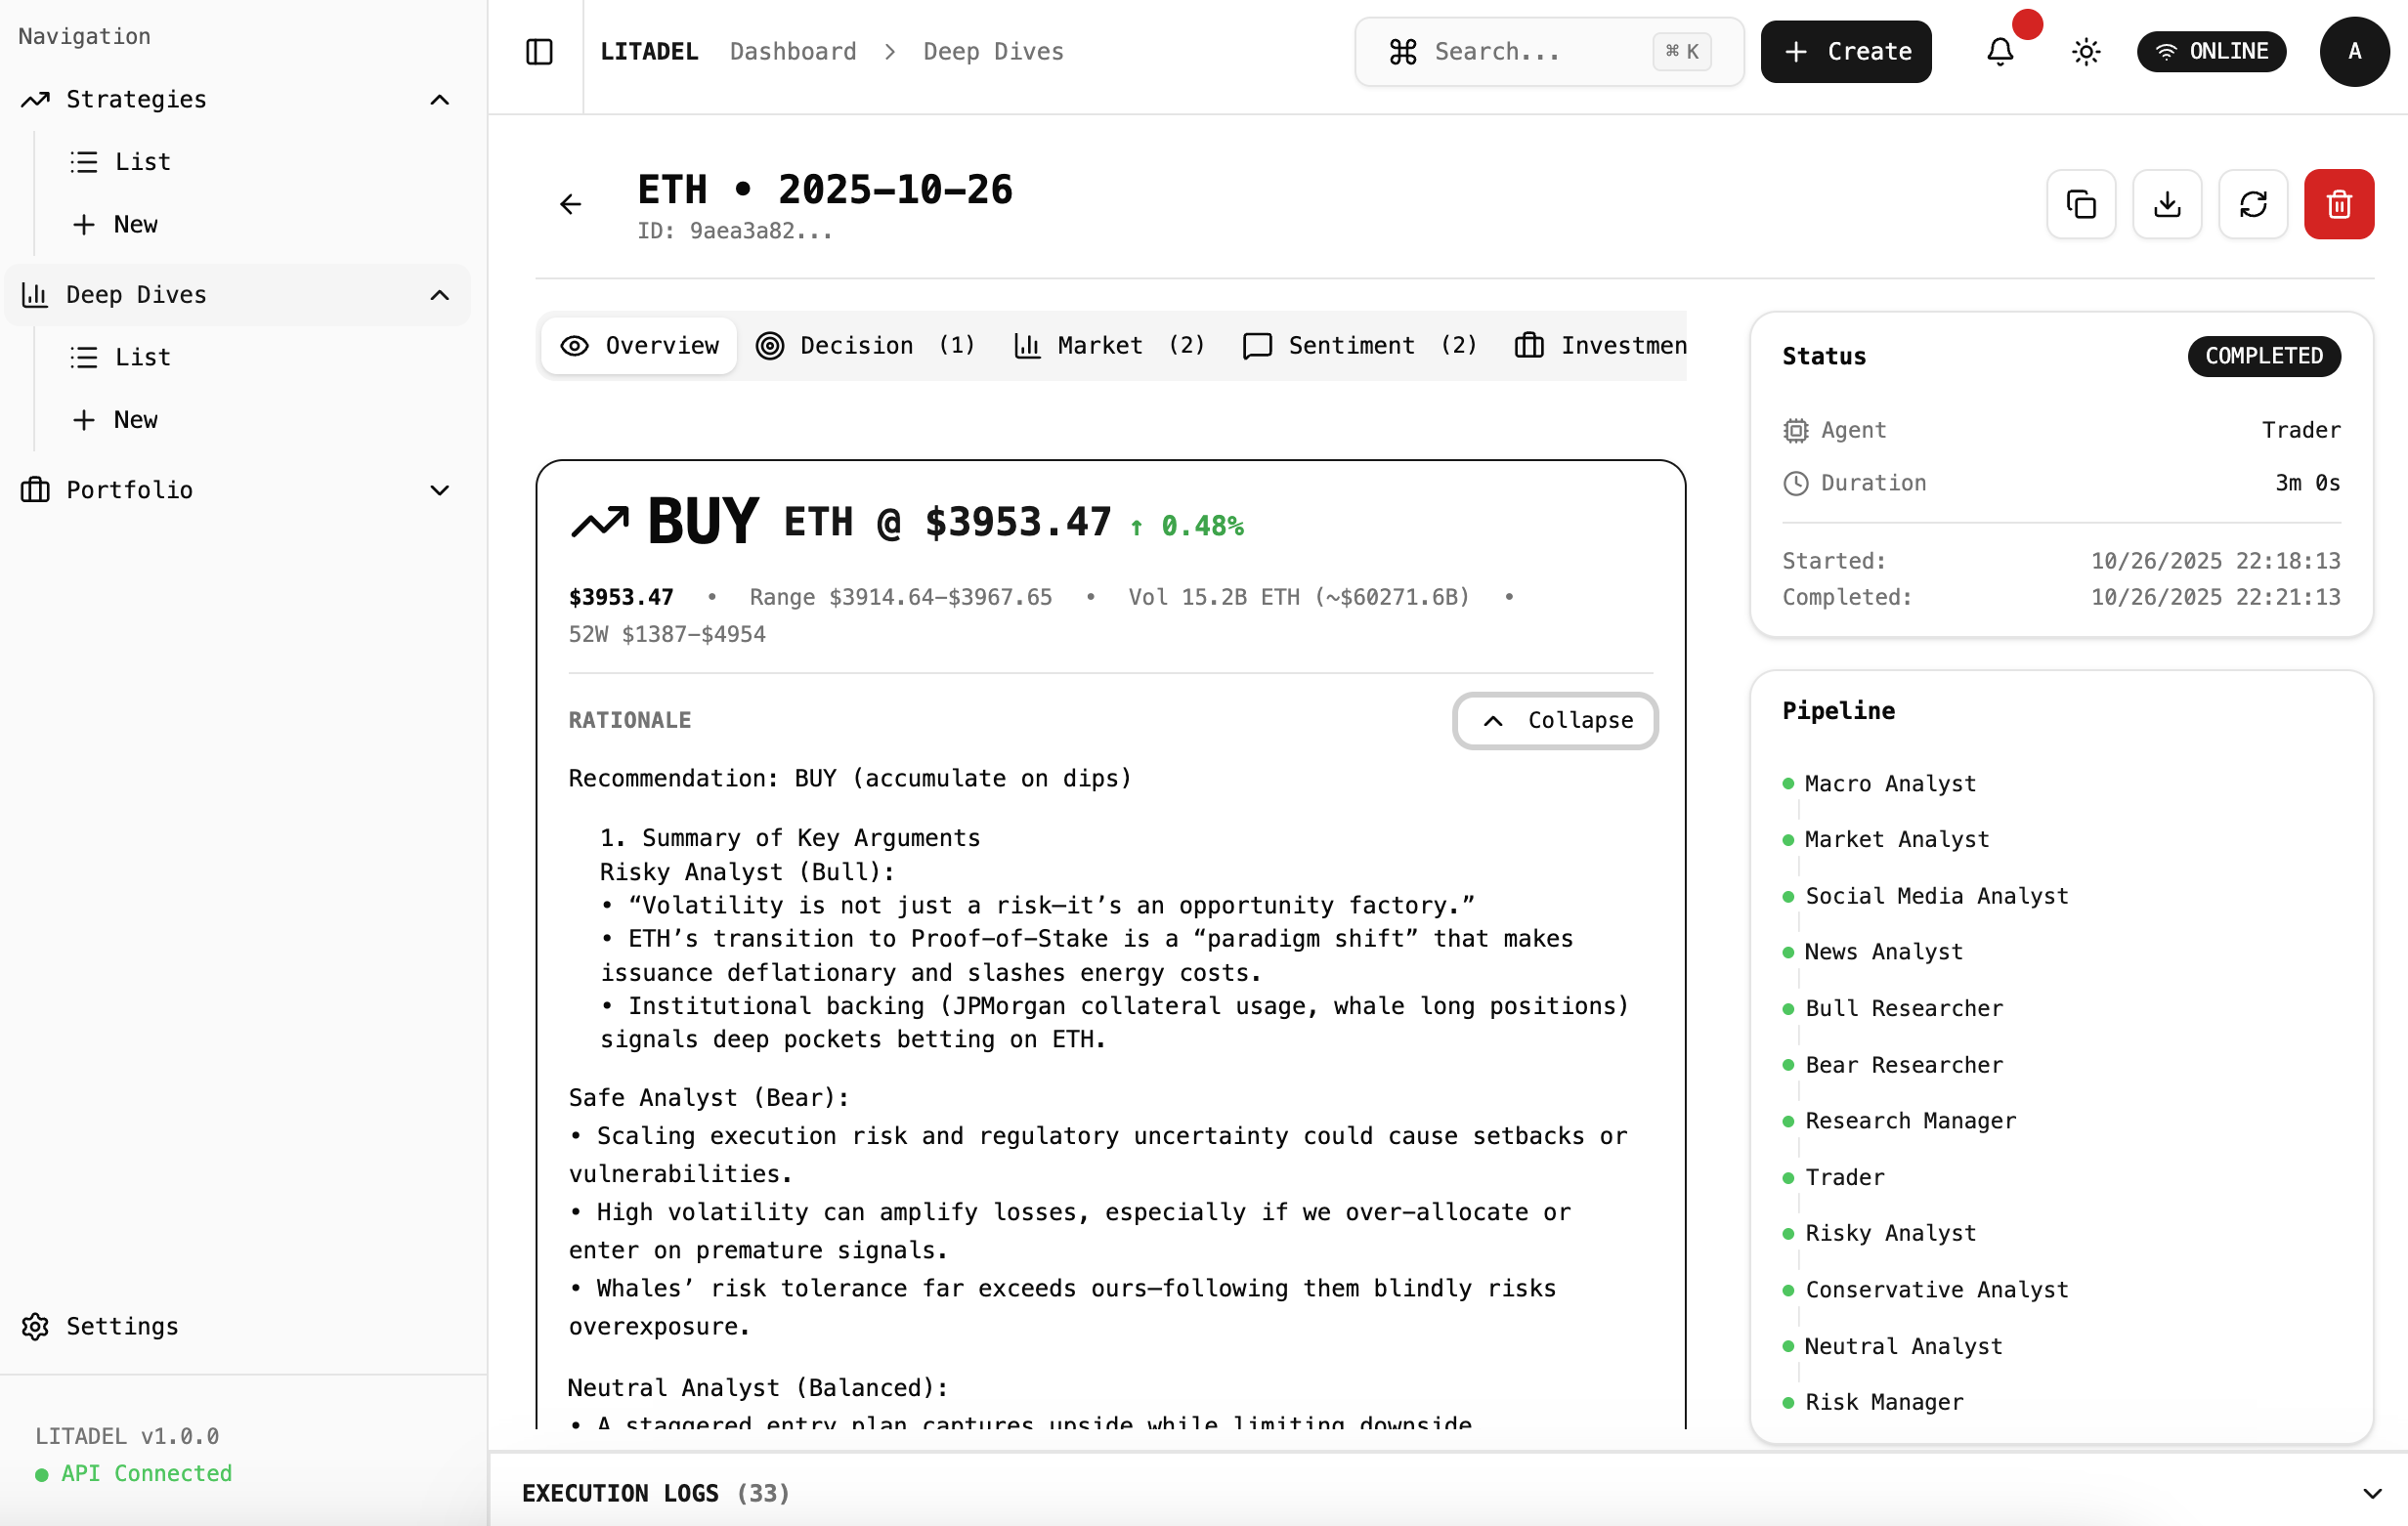 Navigation
Strategies
List
New
Deep Dives
List
New
Portfolio
Settings
LITADEL v1.0.0
API Connected
LITADEL Dashboard > Deep Dives
Search... ⌘ K
+ Create
ONLINE
A
ETH • 2025-10-26
ID: 9aea3a82...
Overview Decision (1) Market (2) Sentiment (2) Investmen
BUY ETH @ $3953.47 ↑ 0.48%
$3953.47 • Range $3914.64–$3967.65 • Vol 15.2B ETH (~$60271.6B) •
52W $1387–$4954
RATIONALE
Collapse
Recommendation: BUY (accumulate on dips)
1. Summary of Key Arguments
Risky Analyst (Bull):
• “Volatility is not just a risk—it’s an opportunity factory.”
• ETH’s transition to Proof-of-Stake is a “paradigm shift” that makes
issuance deflationary and slashes energy costs.
• Institutional backing (JPMorgan collateral usage, whale long positions)
signals deep pockets betting on ETH.
Safe Analyst (Bear):
• Scaling execution risk and regulatory uncertainty could cause setbacks or
vulnerabilities.
• High volatility can amplify losses, especially if we over-allocate or
enter on premature signals.
• Whales’ risk tolerance far exceeds ours—following them blindly risks
overexposure.
Neutral Analyst (Balanced):
• A staggered entry plan captures upside while limiting downside
Status
COMPLETED
Agent Trader
Duration 3m 0s
Started: 10/26/2025 22:18:13
Completed: 10/26/2025 22:21:13
Pipeline
Macro Analyst
Market Analyst
Social Media Analyst
News Analyst
Bull Researcher
Bear Researcher
Research Manager
Trader
Risky Analyst
Conservative Analyst
Neutral Analyst
Risk Manager
EXECUTION LOGS (33)